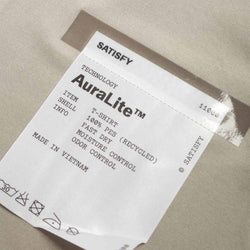 SATISFY
TECHNOLOGY
AuraLite™
ITEM T-SHIRT
SHELL 100% PES (RECYCLED)
INFO FAST DRY
MOISTURE CONTROL
ODOR CONTROL
MADE IN VIETNAM
© SATISFY